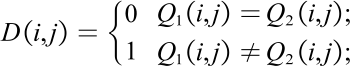 D(i,j) = { 0 Q₁(i,j) = Q₂(i,j);
1 Q₁(i,j) ≠ Q₂(i,j);